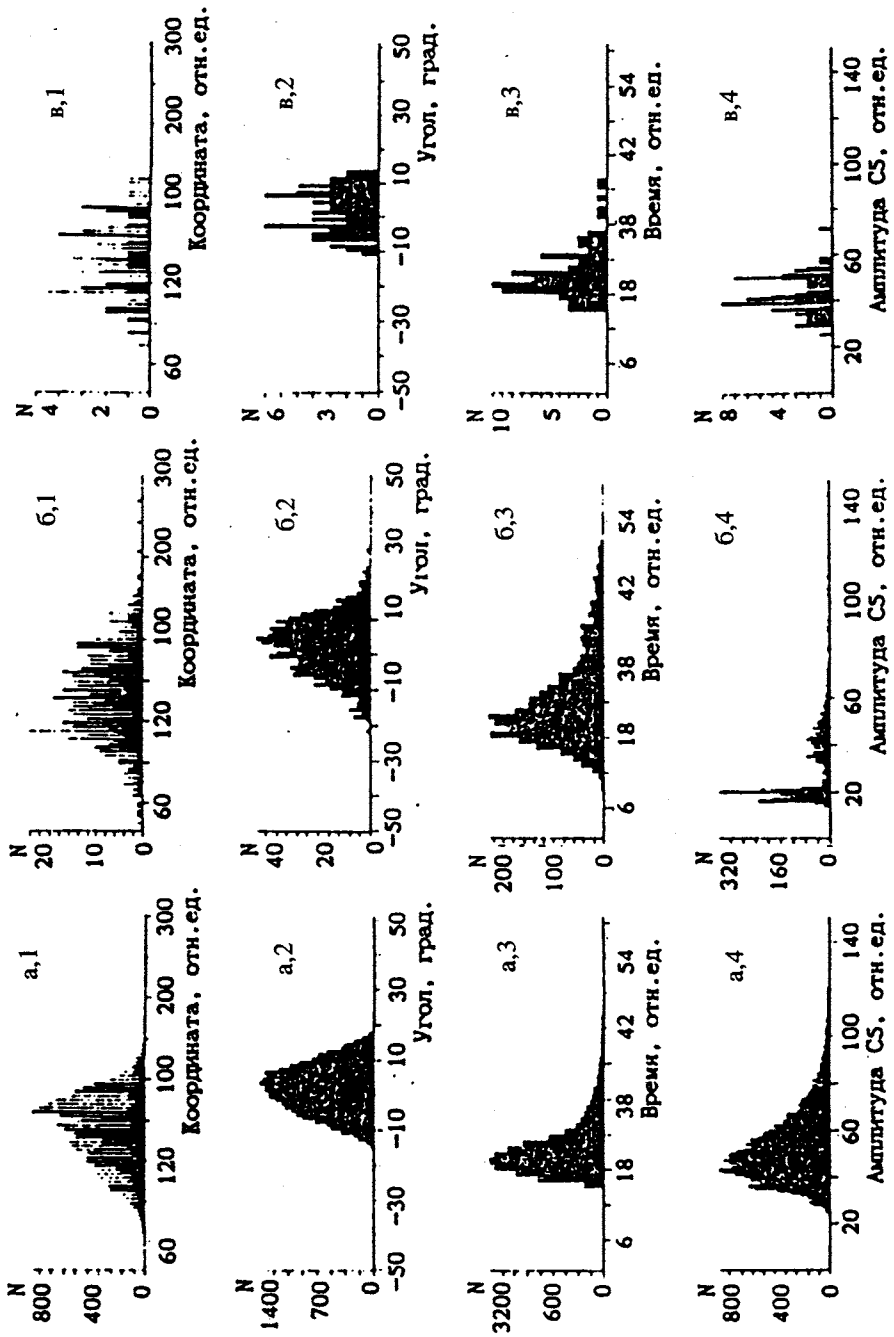 а,1
N
800
400
0
60 120 100 200 300
Координата, отн.ед.
б,1
N
20
10
0
60 120 100 200 300
Координата, отн.ед.
в,1
N
4
2
0
60 120 100 200 300
Координата, отн.ед.
а,2
N
1400
700
0
-50 -30 -10 10 30 50
Угол, град.
б,2
N
40
20
0
-50 -30 -10 10 30 50
Угол, град.
в,2
N
6
3
0
-50 -30 -10 10 30 50
Угол, град.
а,3
N
3200
600
0
6 18 38 42 54
Время, отн.ед.
б,3
N
200
100
0
6 18 38 42 54
Время, отн.ед.
в,3
N
10
5
0
6 18 38 42 54
Время, отн.ед.
а,4
N
800
400
0
20 60 100 140
Амплитуда С5, отн.ед.
б,4
N
320
160
0
20 60 100 140
Амплитуда С5, отн.ед.
в,4
N
8
4
0
20 60 100 140
Амплитуда С5, отн.ед.